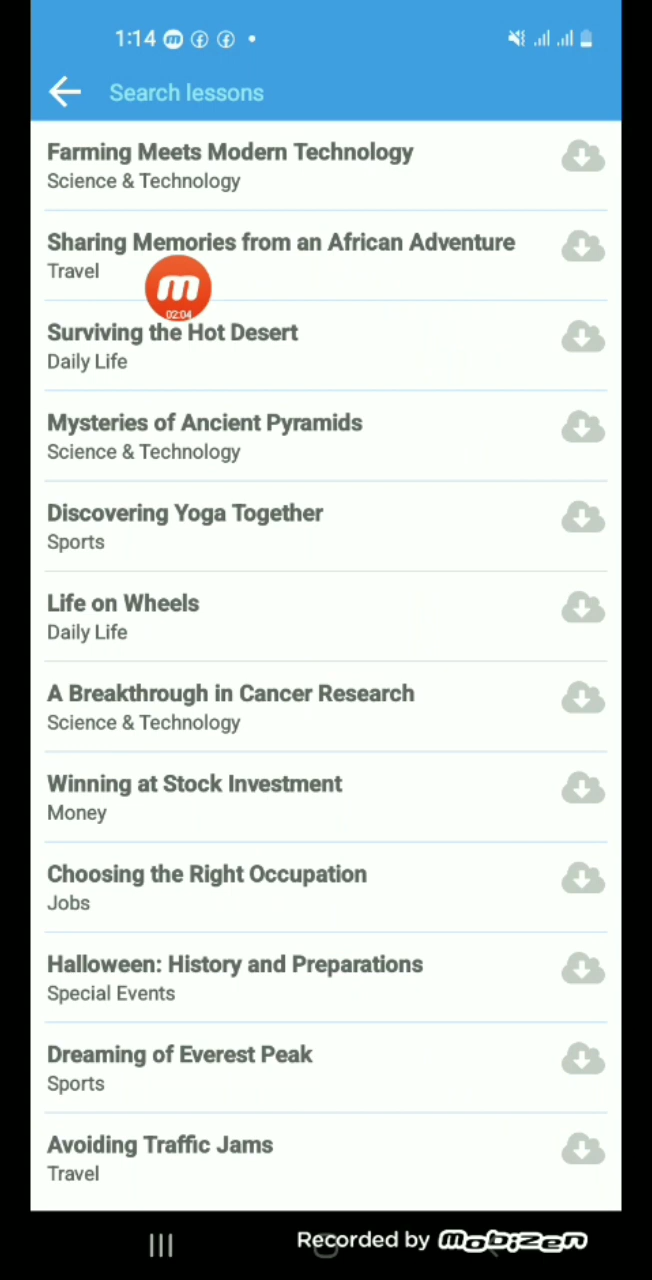 1:14
Search lessons
Farming Meets Modern Technology
Science & Technology
Sharing Memories from an African Adventure
Travel
02:04
Surviving the Hot Desert
Daily Life
Mysteries of Ancient Pyramids
Science & Technology
Discovering Yoga Together
Sports
Life on Wheels
Daily Life
A Breakthrough in Cancer Research
Science & Technology
Winning at Stock Investment
Money
Choosing the Right Occupation
Jobs
Halloween: History and Preparations
Special Events
Dreaming of Everest Peak
Sports
Avoiding Traffic Jams
Travel
Recorded by mobizen